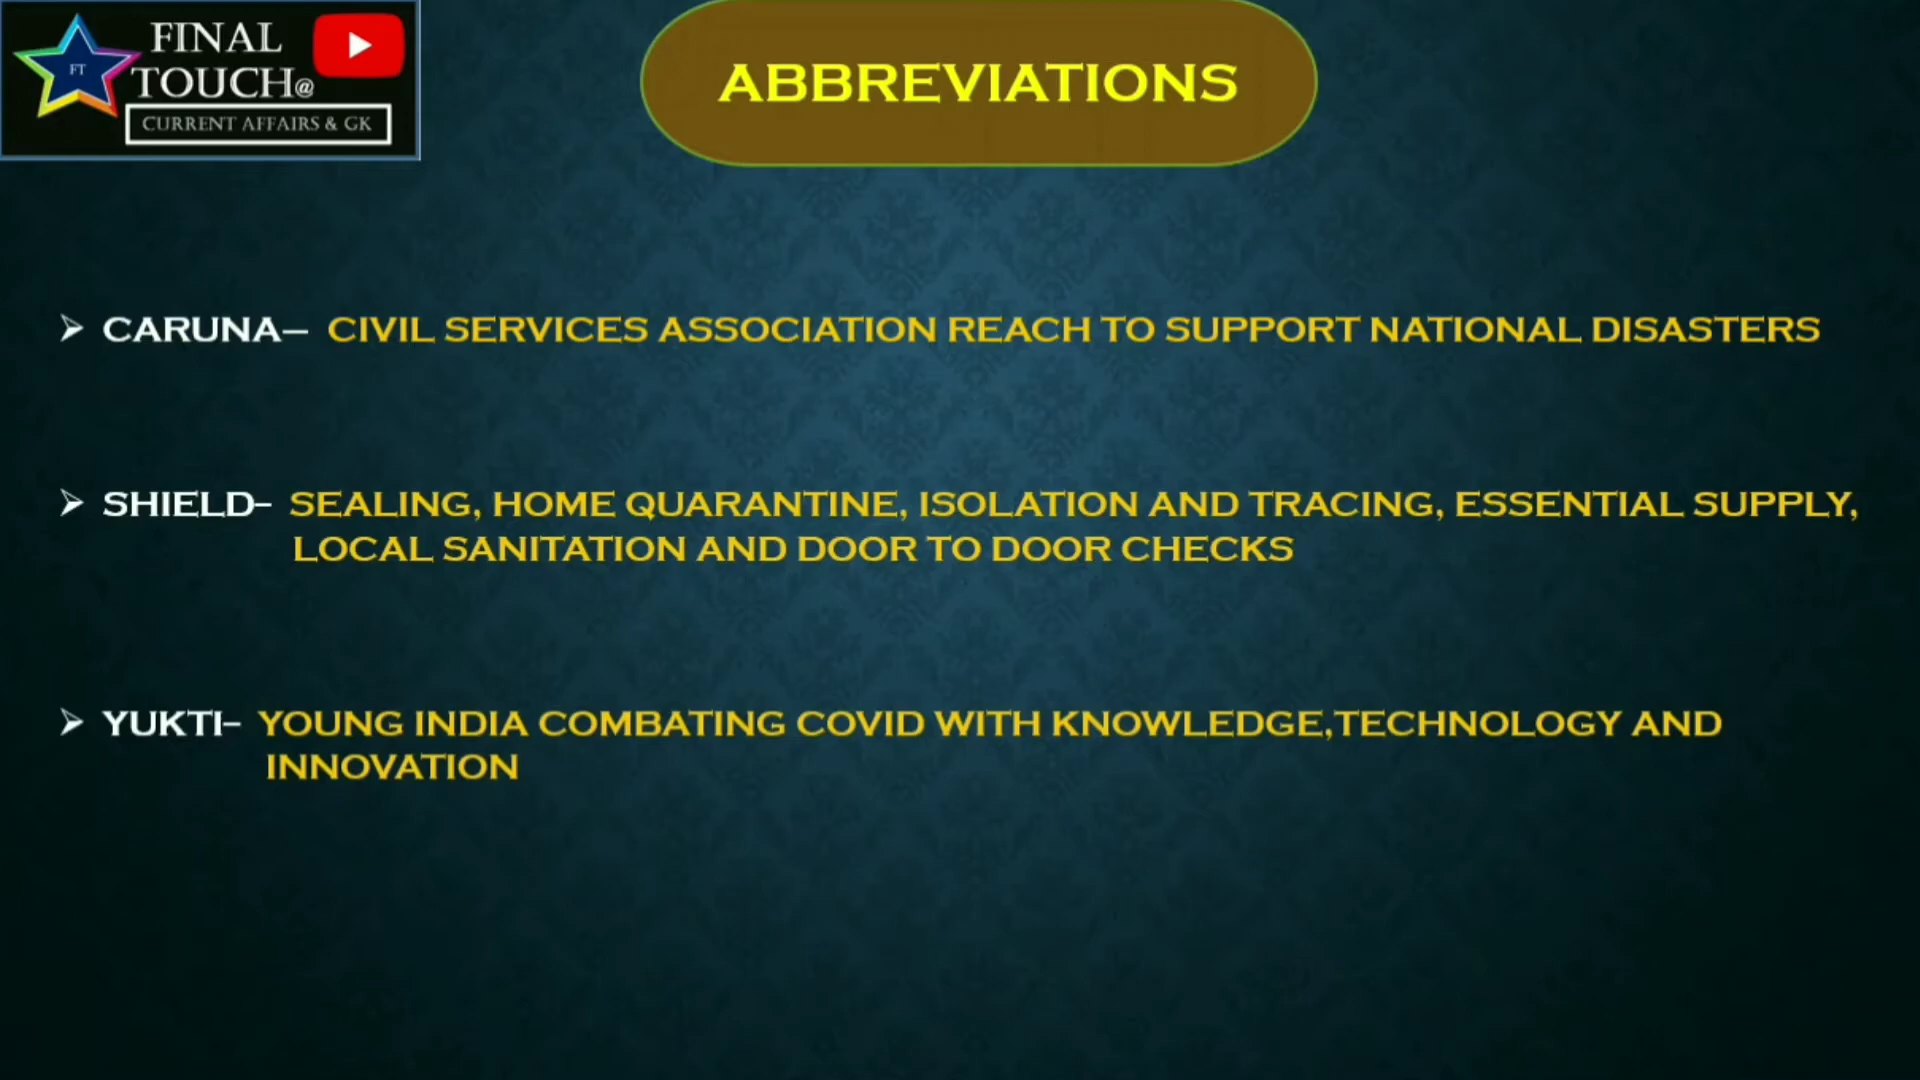 FT
FINAL
TOUCH@
CURRENT AFFAIRS & GK
ABBREVIATIONS
➢ CARUNA– CIVIL SERVICES ASSOCIATION REACH TO SUPPORT NATIONAL DISASTERS
➢ SHIELD– SEALING, HOME QUARANTINE, ISOLATION AND TRACING, ESSENTIAL SUPPLY,
LOCAL SANITATION AND DOOR TO DOOR CHECKS
➢ YUKTI– YOUNG INDIA COMBATING COVID WITH KNOWLEDGE,TECHNOLOGY AND
INNOVATION